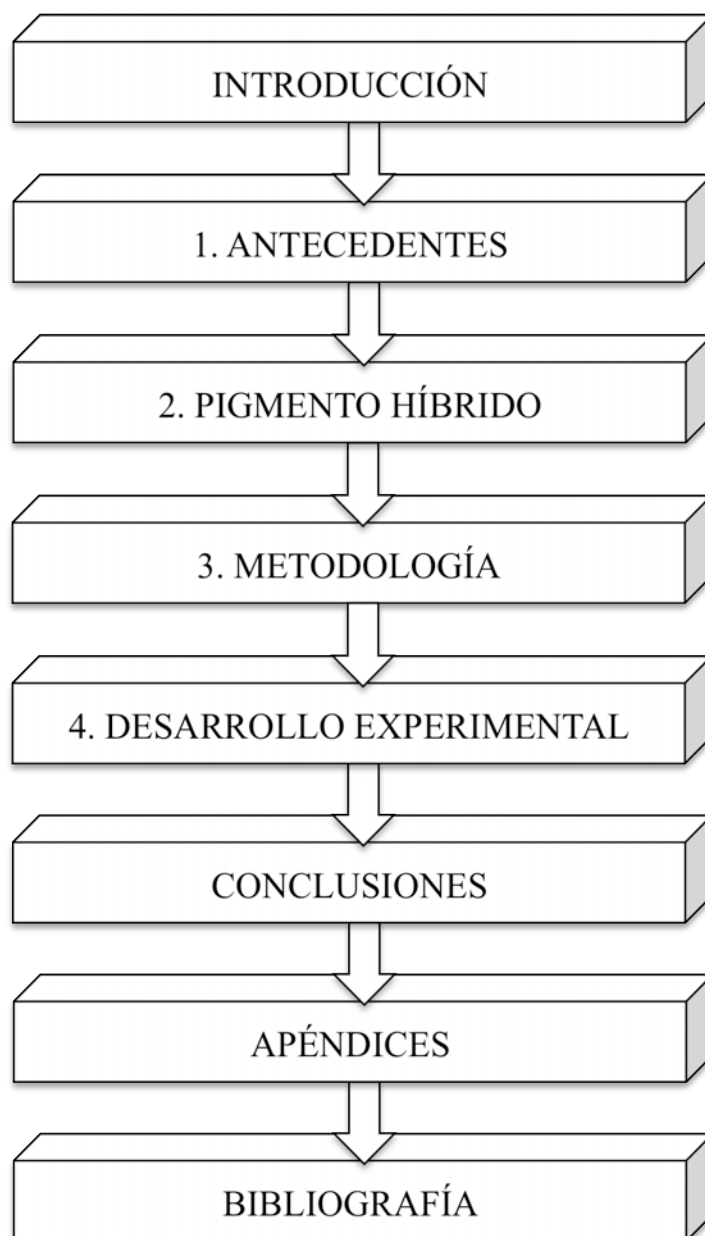 INTRODUCCIÓN
1. ANTECEDENTES
2. PIGMENTO HÍBRIDO
3. METODOLOGÍA
4. DESARROLLO EXPERIMENTAL
CONCLUSIONES
APÉNDICES
BIBLIOGRAFÍA